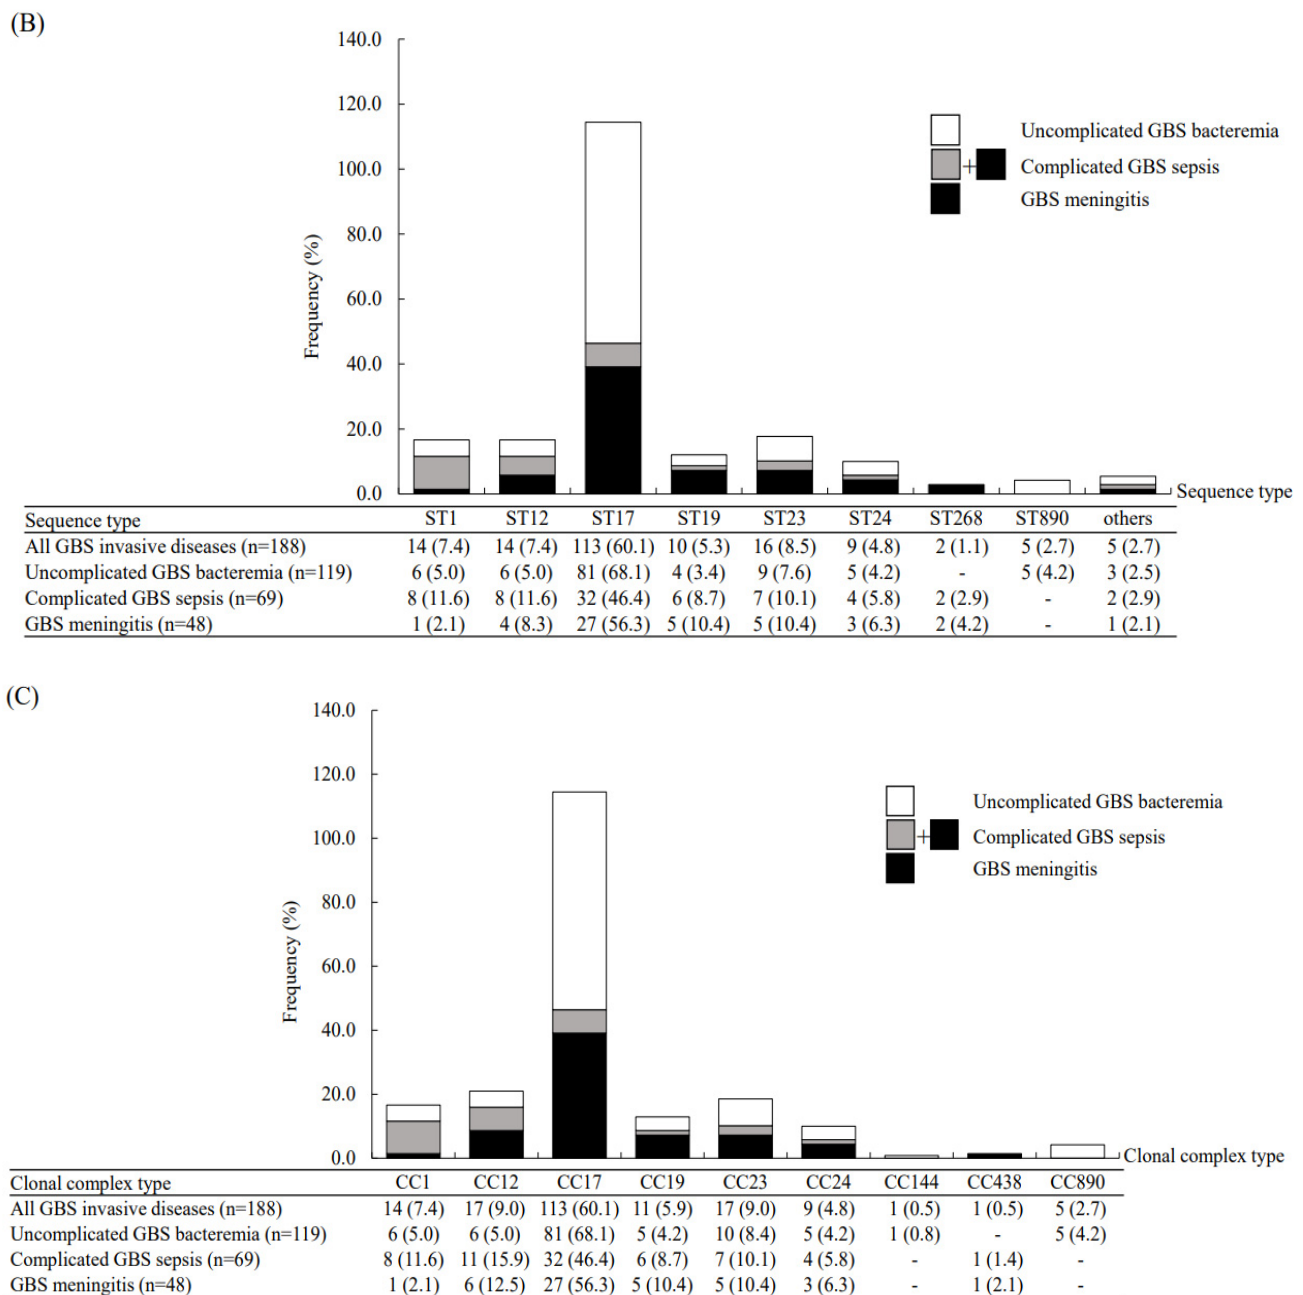 (B)
140.0
120.0
100.0
80.0
60.0
40.0
20.0
0.0
Frequency (%)
Uncomplicated GBS bacteremia
+ Complicated GBS sepsis
GBS meningitis
Sequence type
Sequence type ST1 ST12 ST17 ST19 ST23 ST24 ST268 ST890 others
All GBS invasive diseases (n=188) 14 (7.4) 14 (7.4) 113 (60.1) 10 (5.3) 16 (8.5) 9 (4.8) 2 (1.1) 5 (2.7) 5 (2.7)
Uncomplicated GBS bacteremia (n=119) 6 (5.0) 6 (5.0) 81 (68.1) 4 (3.4) 9 (7.6) 5 (4.2) - 5 (4.2) 3 (2.5)
Complicated GBS sepsis (n=69) 8 (11.6) 8 (11.6) 32 (46.4) 6 (8.7) 7 (10.1) 4 (5.8) 2 (2.9) - 2 (2.9)
GBS meningitis (n=48) 1 (2.1) 4 (8.3) 27 (56.3) 5 (10.4) 5 (10.4) 3 (6.3) 2 (4.2) - 1 (2.1)
(C)
140.0
120.0
100.0
80.0
60.0
40.0
20.0
0.0
Frequency (%)
Uncomplicated GBS bacteremia
+ Complicated GBS sepsis
GBS meningitis
Clonal complex type
Clonal complex type CC1 CC12 CC17 CC19 CC23 CC24 CC144 CC438 CC890
All GBS invasive diseases (n=188) 14 (7.4) 17 (9.0) 113 (60.1) 11 (5.9) 17 (9.0) 9 (4.8) 1 (0.5) 1 (0.5) 5 (2.7)
Uncomplicated GBS bacteremia (n=119) 6 (5.0) 6 (5.0) 81 (68.1) 5 (4.2) 10 (8.4) 5 (4.2) 1 (0.8) - 5 (4.2)
Complicated GBS sepsis (n=69) 8 (11.6) 11 (15.9) 32 (46.4) 6 (8.7) 7 (10.1) 4 (5.8) - 1 (1.4) -
GBS meningitis (n=48) 1 (2.1) 6 (12.5) 27 (56.3) 5 (10.4) 5 (10.4) 3 (6.3) - 1 (2.1) -